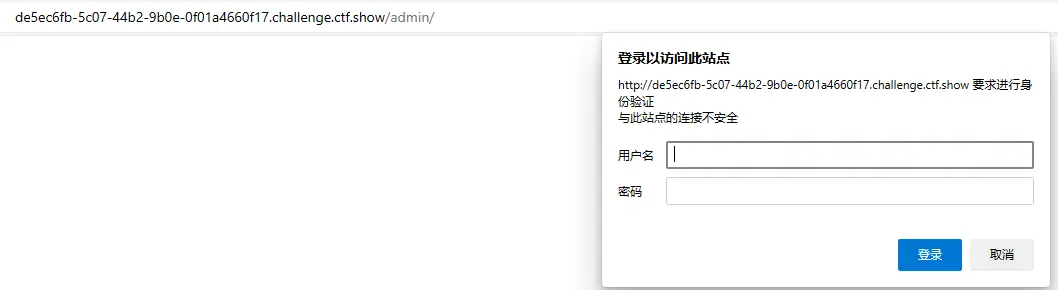 de5ec6fb-5c07-44b2-9b0e-0f01a4660f17.challenge.ctf.show/admin/
登录以访问此站点
http://de5ec6fb-5c07-44b2-9b0e-0f01a4660f17.challenge.ctf.show 要求进行身
份验证
与此站点的连接不安全
用户名
密码
登录 取消